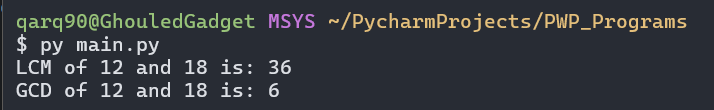 qarq90@GhouledGadget MSYS ~/PycharmProjects/PWP_Programs
$ py main.py
LCM of 12 and 18 is: 36
GCD of 12 and 18 is: 6